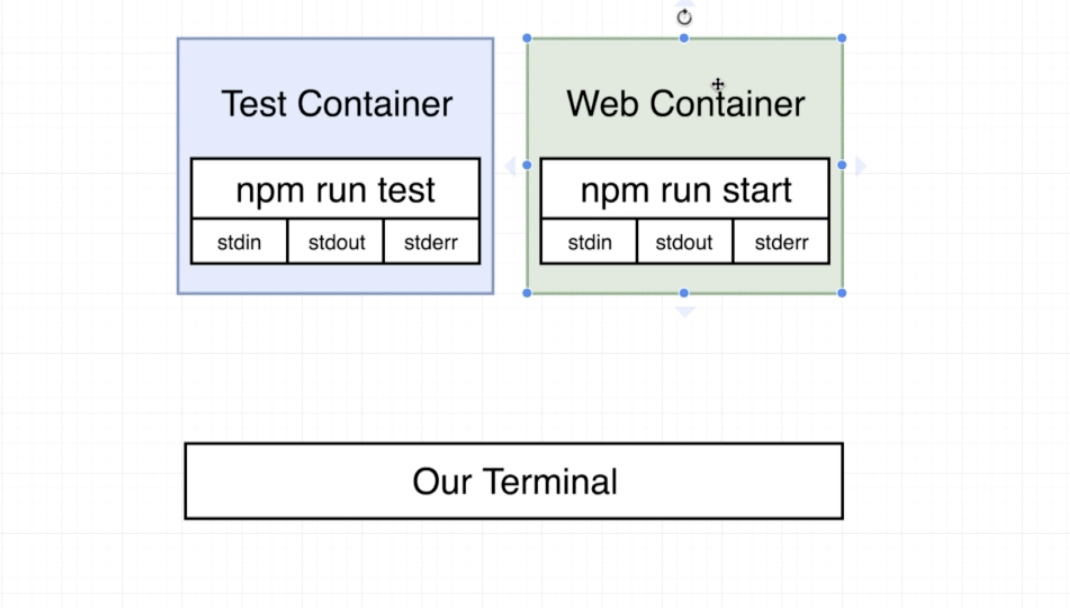 Test Container
npm run test
stdin stdout stderr
Web Container
npm run start
stdin stdout stderr
Our Terminal